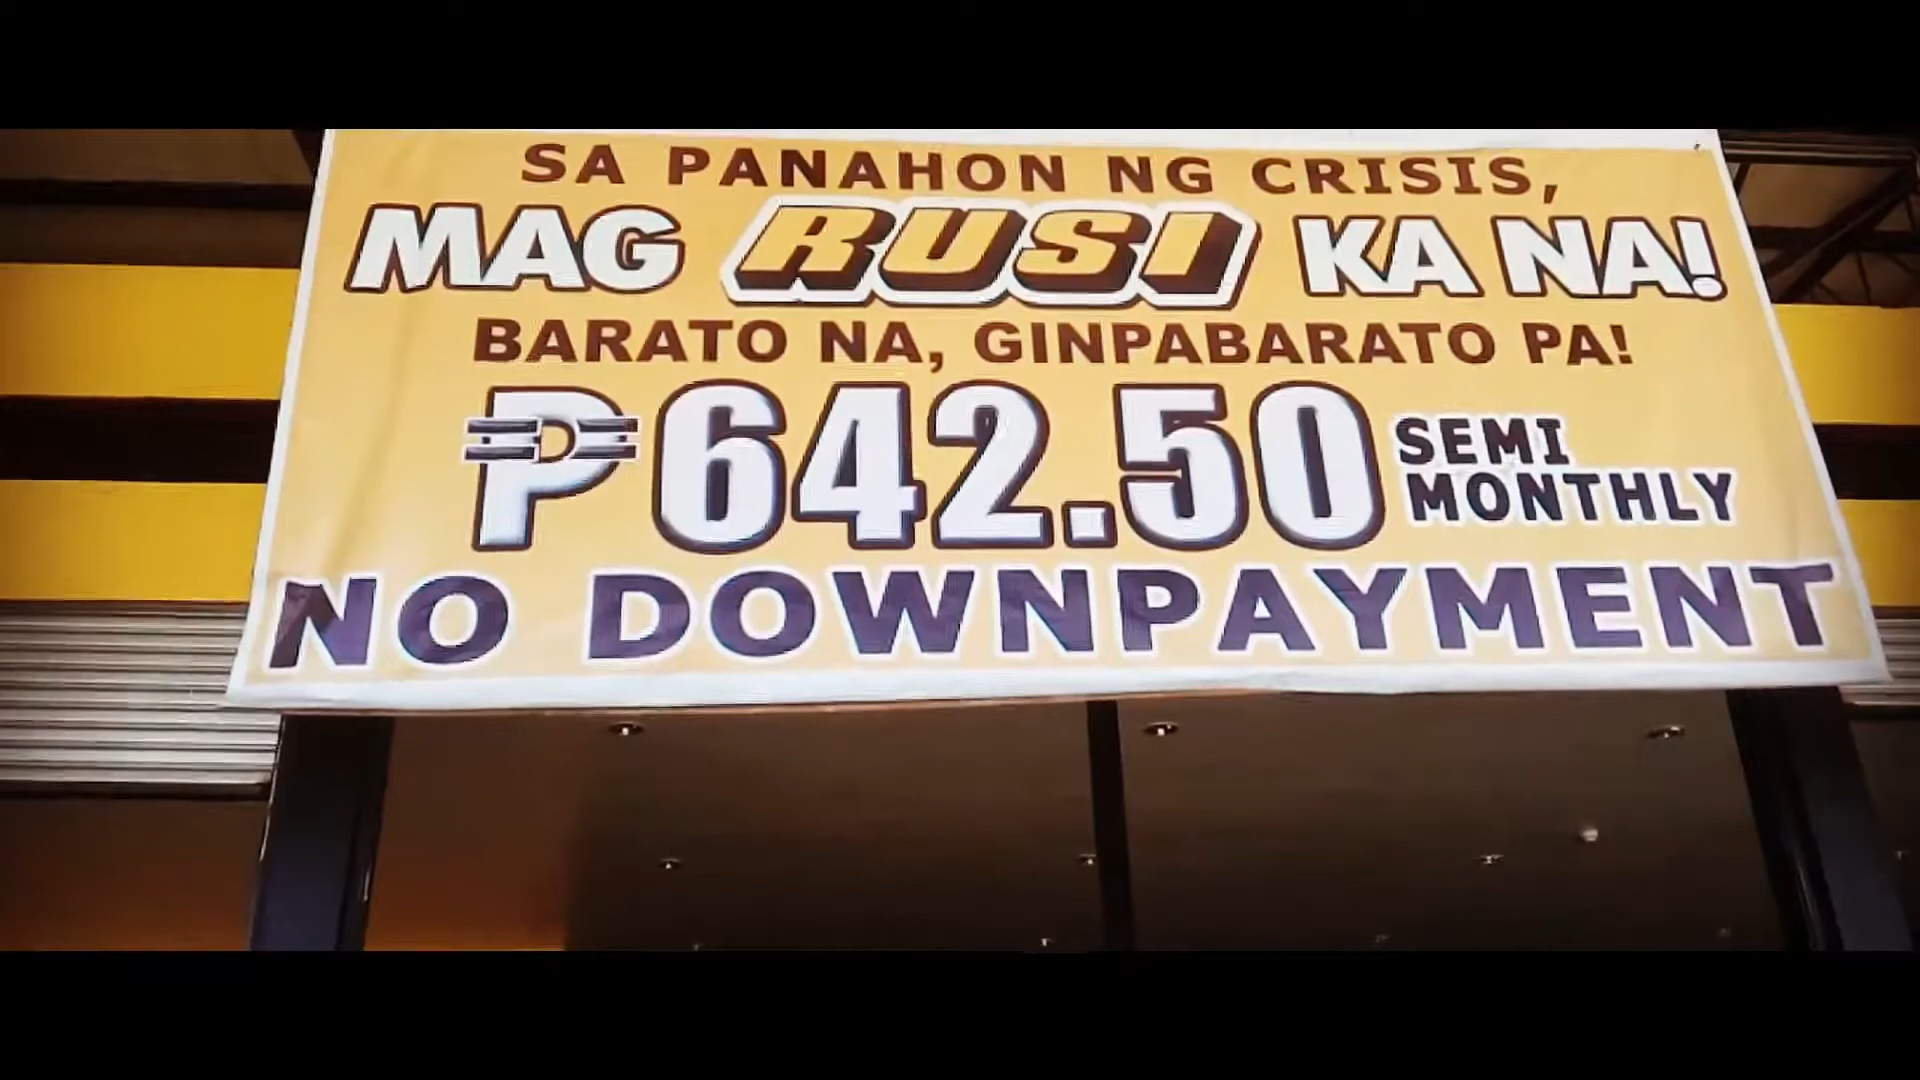 SA PANAHON NG CRISIS,
MAG RUSI KA NA!
BARATO NA, GINPABARATO PA!
₱642.50 SEMI
MONTHLY
NO DOWNPAYMENT